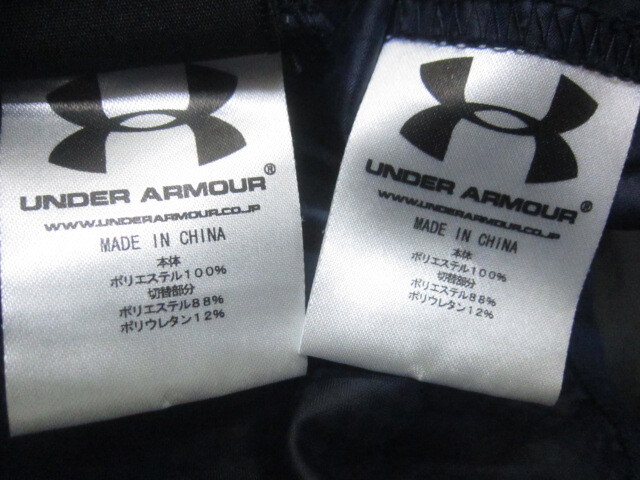 UNDER ARMOUR®
WWW.UNDERARMOUR.CO.JP
MADE IN CHINA
本体
ポリエステル100%
切替部分
ポリエステル88%
ポリウレタン12%
UNDER ARMOUR®
WWW.UNDERARMOUR.CO.JP
MADE IN CHINA
本体
ポリエステル100%
切替部分
ポリエステル88%
ポリウレタン12%